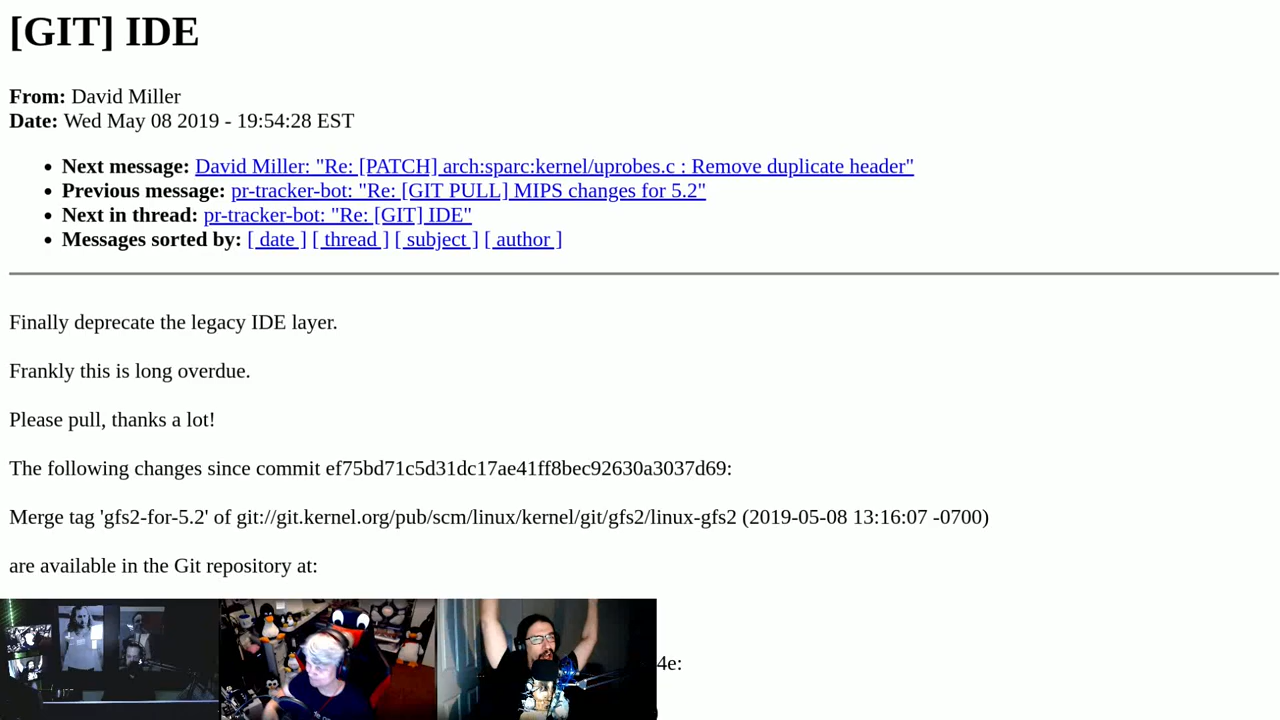 [GIT] IDE
From: David Miller
Date: Wed May 08 2019 - 19:54:28 EST
Next message: David Miller: "Re: [PATCH] arch:sparc:kernel/uprobes.c : Remove duplicate header"
Previous message: pr-tracker-bot: "Re: [GIT PULL] MIPS changes for 5.2"
Next in thread: pr-tracker-bot: "Re: [GIT] IDE"
Messages sorted by: [ date ] [ thread ] [ subject ] [ author ]
Finally deprecate the legacy IDE layer.
Frankly this is long overdue.
Please pull, thanks a lot!
The following changes since commit ef75bd71c5d31dc17ae41ff8bec92630a3037d69:
Merge tag 'gfs2-for-5.2' of git://git.kernel.org/pub/scm/linux/kernel/git/gfs2/linux-gfs2 (2019-05-08 13:16:07 -0700)
are available in the Git repository at:
4e: